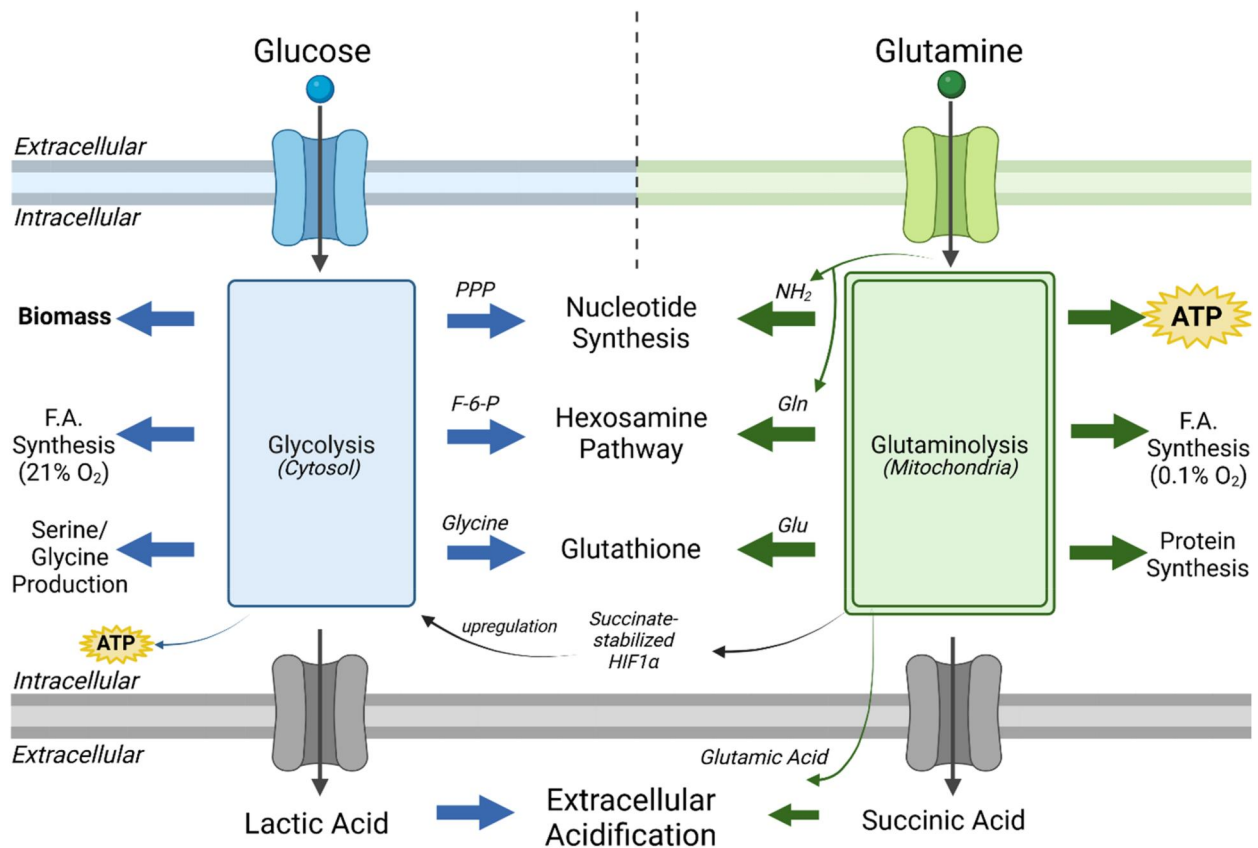 Glucose
Glutamine
Extracellular
Intracellular
Biomass
PPP
Nucleotide
Synthesis
NH₂
ATP
F.A.
Synthesis
(21% O₂)
Glycolysis
(Cytosol)
F-6-P
Hexosamine
Pathway
Gln
Glutaminolysis
(Mitochondria)
F.A.
Synthesis
(0.1% O₂)
Serine/
Glycine
Production
Glycine
Glutathione
Glu
Protein
Synthesis
ATP
upregulation
Succinate-
stabilized
HIF1α
Intracellular
Extracellular
Glutamic Acid
Lactic Acid
Extracellular
Acidification
Succinic Acid